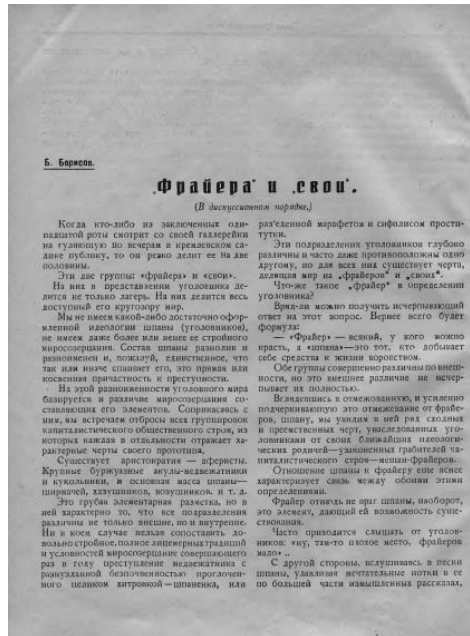 Б. Борисов.
„Фрайера" и „свои".
(В дискуссионном порядке.)
Когда кто-либо из заключенных оди-
надцатой роты смотрит со своей галлерейки
на гуляющую по вечерам в кремлевском са-
дике публику, то он резко делит ее на две
половины.
Эти две группы: «фрайера» и «свои».
На них в представлении уголовника де-
лится не только лагерь. На них делится весь
доступный его кругозору мир.
Мы не имеем какой-либо достаточно офор-
мленной идеологии шпаны (уголовников),
не имеем даже более или менее ее стройного
миросозерцания. Состав шпаны разнолик и
разноименен и, пожалуй, единственное, что
так или иначе спаивает его, это прямая или
косвенная причастность к преступности.
На этой разноименности уголовного мира
базируется и различие миросозерцания со-
ставляющих его элементов. Соприкасаясь с
ним, мы встречаем отбросы всех группировок
капиталистического общественного строя, из
которых каждая в отдельности отражает ха-
рактерные черты своего прототипа.
Существует аристократия — аферисты.
Крупные буржуазные акулы-медвежатники
и кукольники, и основная масса шпаны—
ширмачей, хазушников, возушников, и т. д.
Это грубая элементарная разметка, но в
ней характерно то, что все подразделения
различны не только внешне, но и внутренне.
Ни в коем случае нельзя сопоставить до-
вольно стройное, полное лицемерных традиций
и условностей миросозерцание совершающего
раз в году преступление медвежатника с
разнузданной беспочвенностью проглочен-
ного целиком хитровкой—шпаненка, или
раз'еденной марафетом и сифилисом прости-
тутки.
Эти подразделения уголовников глубоко
различны и часто даже противоположны одно
другому, но для всех них существует черта,
делящая мир на „фрайеров" и „своих".
Что-же такое „фрайер" в определении
уголовника?
Вряд-ли можно получить исчерпывающий
ответ на этот вопрос. Вернее всего будет
формула:
— «Фрайер» — всякий, у кого можно
красть, а «шпана»—это тот, кто добывает
себе средства к жизни воровством.
Обе группы совершенно различны по внеш-
ности, но это внешнее различие не исчер-
пывает их полностью.
Вглядевшись в отмежеванную, и усиленно
подчеркивающую это отмежевание от фрайе-
ров, шпану, мы увидим в ней ряд сходных
и преемственных черт, унаследованных уго-
ловниками от своих ближайших идеологи-
ческих родичей—узаконенных грабителей ка-
питалистического строя—мещан-фрайеров.
Отношение шпаны к фрайеру еще яснее
характеризует связь между обоими этими
определениями.
Фрайер отнюдь не враг шпаны, наоборот,
это элемент, дающий ей возможность суще-
ствования.
Часто приводится слышать от уголов-
ников: «ну, там-то плохое место, фрайеров
мало»..
С другой стороны, вслушиваясь в песни
шпаны, улавливая мечтательные нотки в ее
по большей части измышленных рассказах,